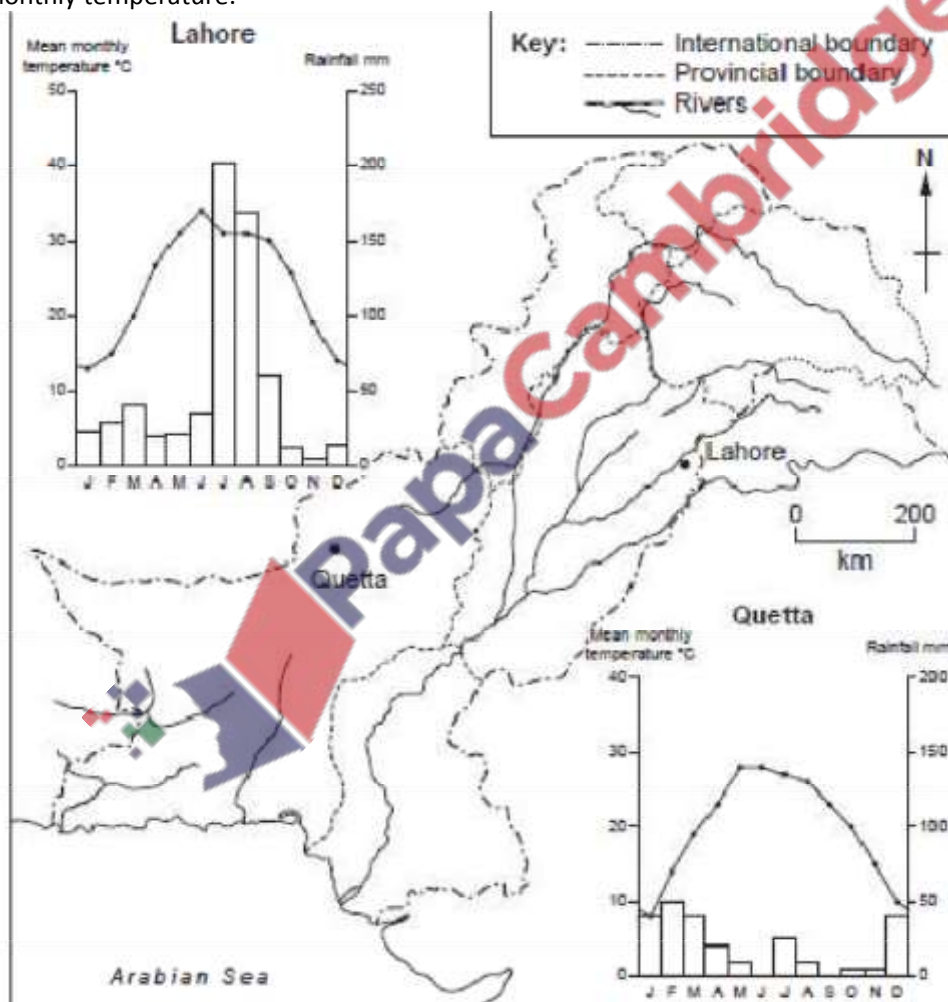 monthly temperature.
Lahore
Mean monthly
temperature °C
Rainfall mm
50
40
30
20
10
0
250
200
150
100
50
0
J F M A M J J A S O N D
Key:
International boundary
Provincial boundary
Rivers
N
Lahore
0 200
km
Quetta
PapaCambridge
Quetta
Mean monthly
temperature °C
Rainfall mm
40
30
20
10
0
200
150
100
50
0
J F M A M J J A S O N D
Arabian Sea